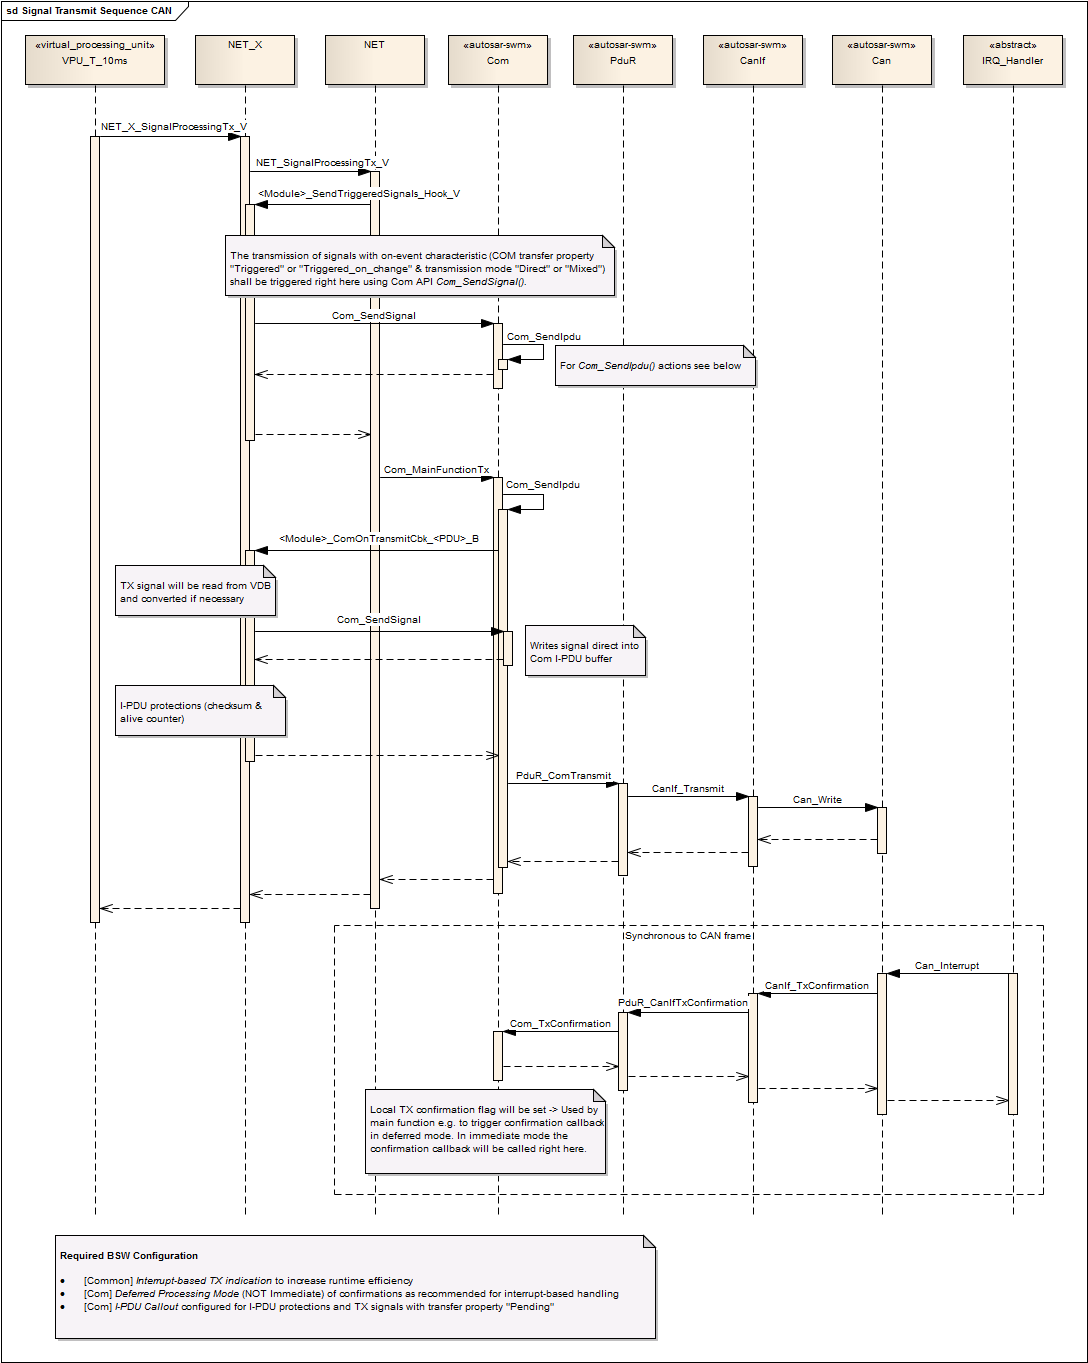 sd Signal Transmit Sequence CAN
«virtual_processing_unit»
VPU_T_10ms
NET_X
NET
«autosar-swm»
Com
«autosar-swm»
PduR
«autosar-swm»
CanIf
«autosar-swm»
Can
«abstract»
IRQ_Handler
NET_X_SignalProcessingTx_V
NET_SignalProcessingTx_V
<Module>_SendTriggeredSignals_Hook_V
The transmission of signals with on-event characteristic (COM transfer property
"Triggered" or "Triggered_on_change" & transmission mode "Direct" or "Mixed")
shall be triggered right here using Com API Com_SendSignal().
Com_SendSignal
Com_SendIpdu
For Com_SendIpdu() actions see below
Com_MainFunctionTx
Com_SendIpdu
<Module>_ComOnTransmitCbk_<PDU>_B
TX signal will be read from VDB
and converted if necessary
Com_SendSignal
Writes signal direct into
Com I-PDU buffer
I-PDU protections (checksum &
alive counter)
PduR_ComTransmit
CanIf_Transmit
Can_Write
Synchronous to CAN frame
Can_Interrupt
CanIf_TxConfirmation
PduR_CanIfTxConfirmation
Com_TxConfirmation
Local TX confirmation flag will be set -> Used by
main function e.g. to trigger confirmation callback
in deferred mode. In immediate mode the
confirmation callback will be called right here.
Required BSW Configuration
• [Common] Interrupt-based TX indication to increase runtime efficiency
• [Com] Deferred Processing Mode (NOT Immediate) of confirmations as recommended for interrupt-based handling
• [Com] I-PDU Callout configured for I-PDU protections and TX signals with transfer property "Pending"